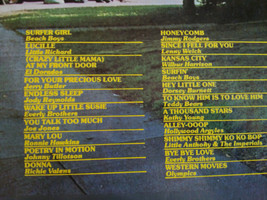 SURFER GIRL
Beach Boys
LUCILLE
Little Richard
(CRAZY LITTLE MAMA)
AT MY FRONT DOOR
El Dorados
FOR YOUR PRECIOUS LOVE
Jerry Butler
ENDLESS SLEEP
Jody Reynolds
WAKE UP LITTLE SUSIE
Everly Brothers
YOU TALK TOO MUCH
Joe Jones
MARY LOU
Ronnie Hawkins
POETRY IN MOTION
Johnny Tillotson
DONNA
Richie Valens
HONEYCOMB
Jimmy Rodgers
SINCE I FELL FOR YOU
Lenny Welch
KANSAS CITY
Wilbur Harrison
SURFIN'
Beach Boys
HEY LITTLE ONE
Dorsey Burnett
TO KNOW HIM IS TO LOVE HIM
Teddy Bears
A THOUSAND STARS
Kathy Young
ALLEY-OOOP
Hollywood Argyles
SHIMMY SHIMMY KO KO BOP
Little Anthony & The Imperials
BYE BYE LOVE
Everly Brothers
WESTERN MOVIES
Olympics